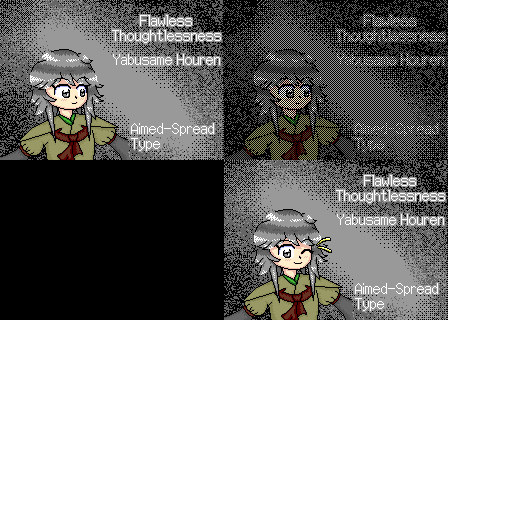 Flawless
Thoughtlessness
Yabusame Houren
Aimed-Spread
Type
Flawless
Thoughtlessness
Yabusame Houren
Aimed-Spread
Type
Flawless
Thoughtlessness
Yabusame Houren
Aimed-Spread
Type